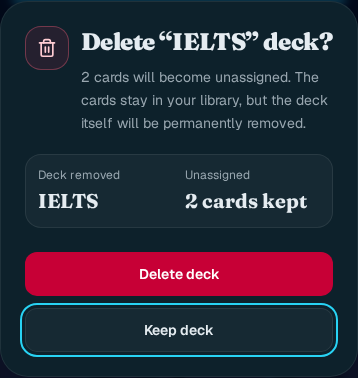 Delete “IELTS” deck?
2 cards will become unassigned. The
cards stay in your library, but the deck
itself will be permanently removed.
Deck removed
IELTS
Unassigned
2 cards kept
Delete deck
Keep deck